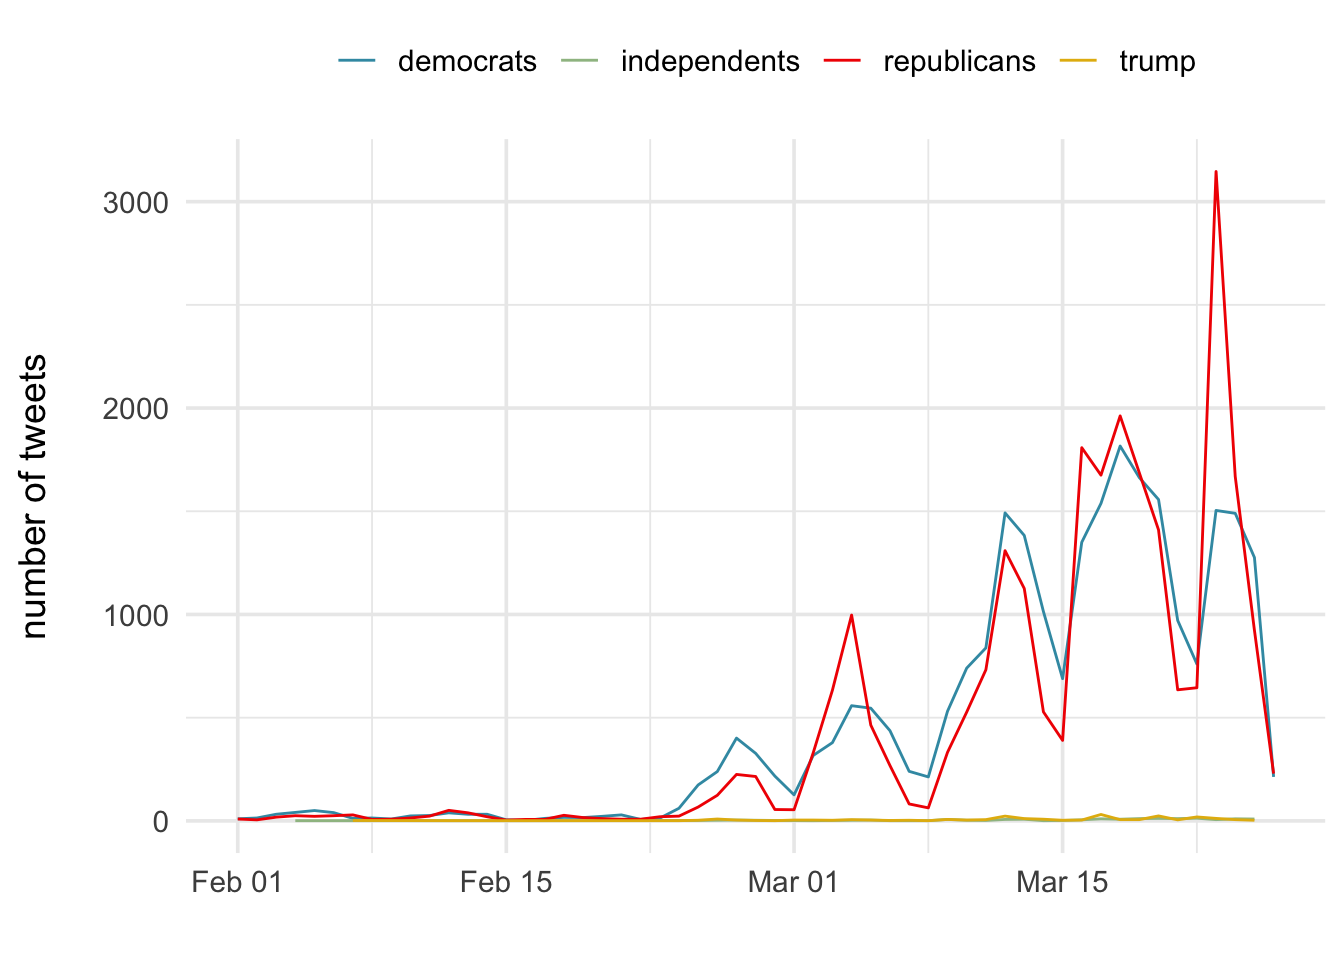 democrats independents republicans trump
3000
2000
1000
0
number of tweets
Feb 01 Feb 15 Mar 01 Mar 15